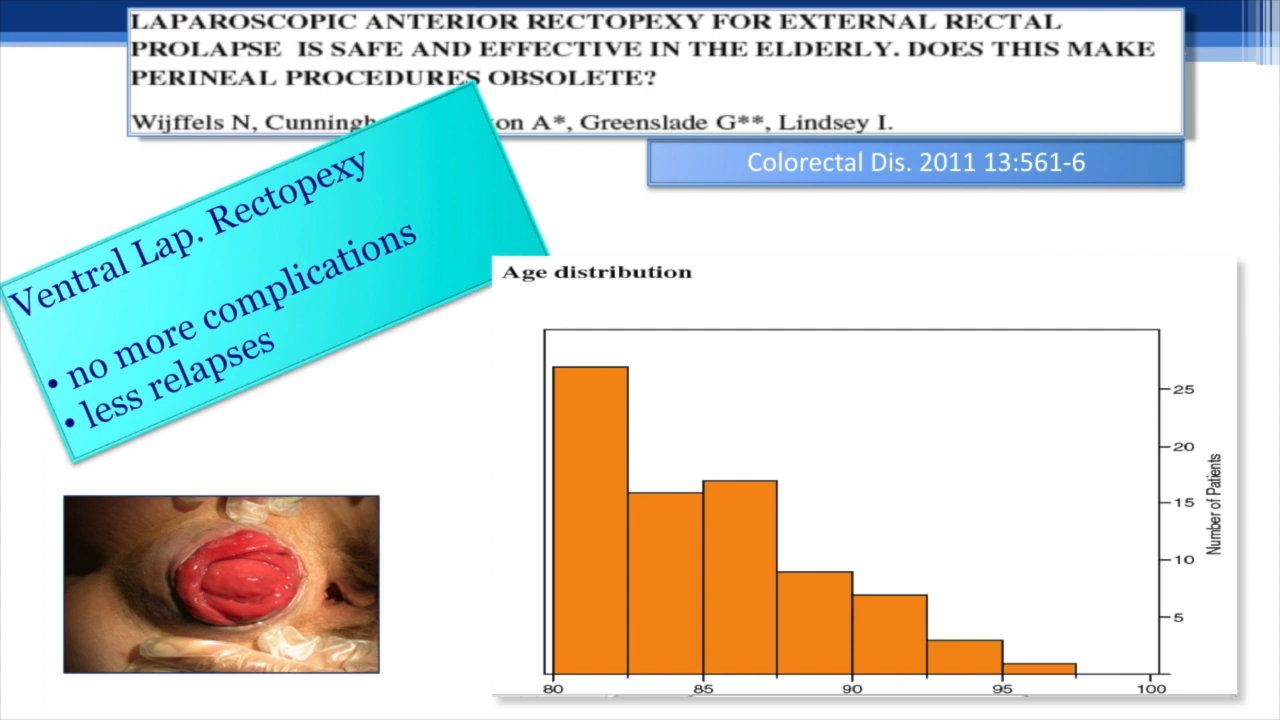 LAPAROSCOPIC ANTERIOR RECTOPEXY FOR EXTERNAL RECTAL
PROLAPSE IS SAFE AND EFFECTIVE IN THE ELDERLY. DOES THIS MAKE
PERINEAL PROCEDURES OBSOLETE?
Wijffels N, on A*, Greenslade G**, Lindsey I.
Colorectal Dis. 2011 13:561-6
Ventral Lap. Rectopexy
• no more complications
• less relapses
Age distribution
25
20
15
10
5
Number of Patients
80 85 90 95 100